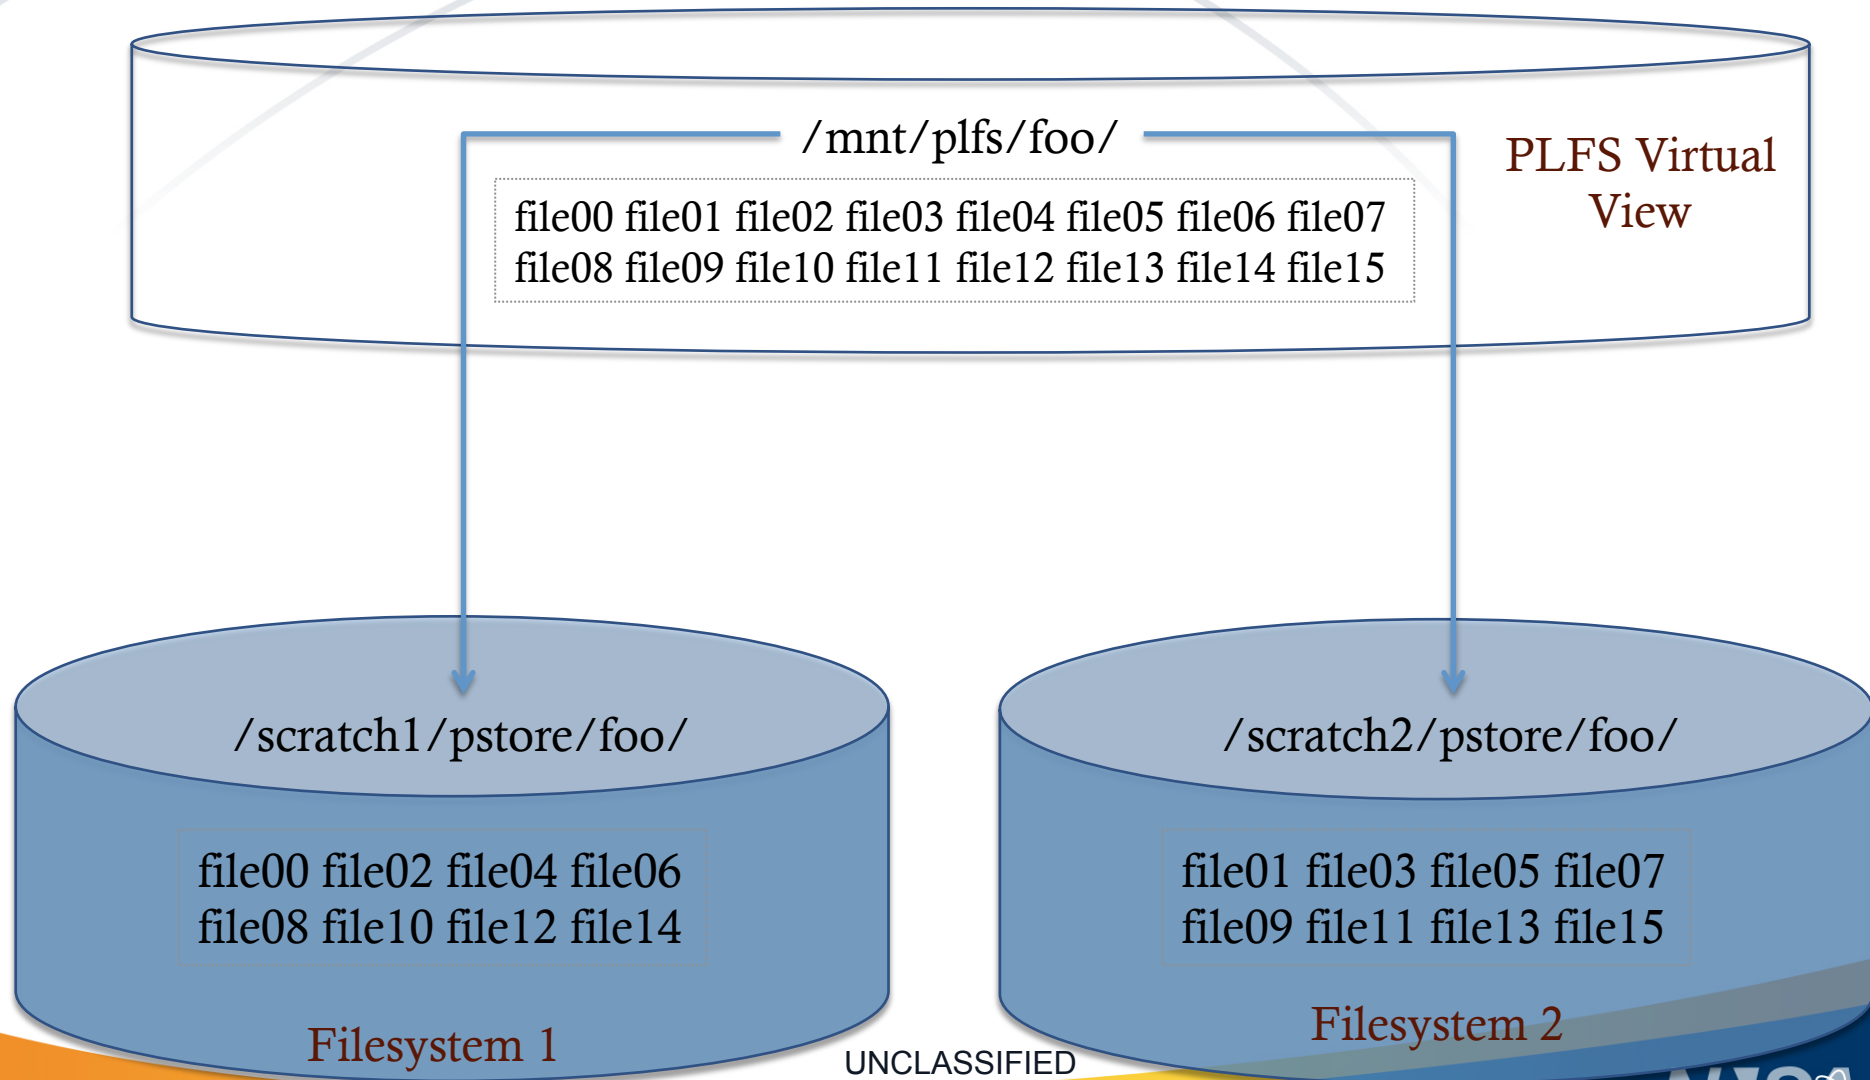 /mnt/plfs/foo/
PLFS Virtual
View
file00 file01 file02 file03 file04 file05 file06 file07
file08 file09 file10 file11 file12 file13 file14 file15
/scratch1/pstore/foo/
/scratch2/pstore/foo/
file00 file02 file04 file06
file08 file10 file12 file14
file01 file03 file05 file07
file09 file11 file13 file15
Filesystem 1
Filesystem 2
UNCLASSIFIED